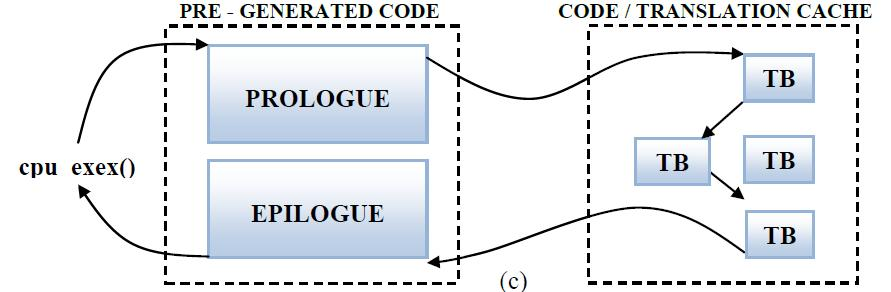 PRE - GENERATED CODE
CODE / TRANSLATION CACHE
PROLOGUE
TB
cpu exex()
TB
TB
EPILOGUE
TB
(c)